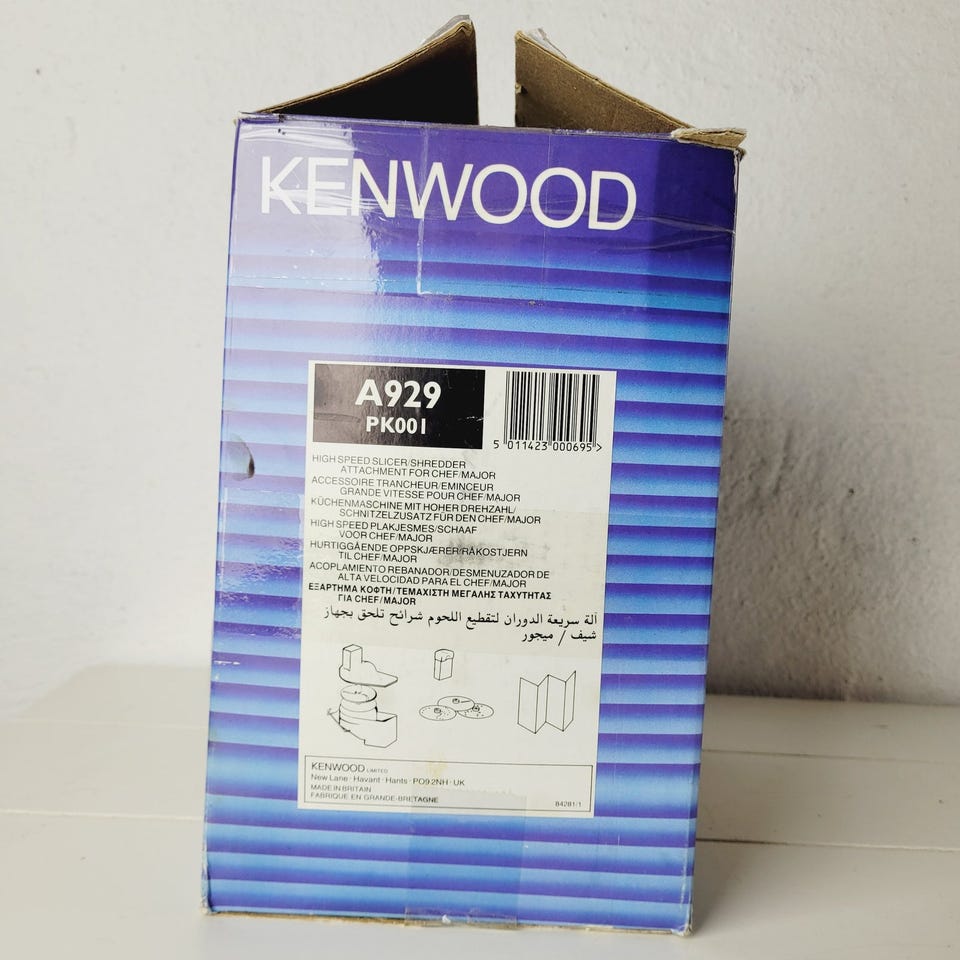 KENWOOD
A929
PK001
5 011423 000695 >
HIGH SPEED SLICER/SHREDDER
ATTACHMENT FOR CHEF/MAJOR
ACCESSOIRE TRANCHEUR/EMINCEUR
GRANDE VITESSE POUR CHEF/MAJOR
KÜCHENMASCHINE MIT HOHER DREHZAHL/
SCHNITZELZUSATZ FÜR DEN CHEF/MAJOR
HIGH SPEED PLAKJESMES/SCHAAF
VOOR CHEF/MAJOR
HURTIGGÅENDE OPPSKJÆRER/RÅKOSTJERN
TIL CHEF/MAJOR
ACOPLAMIENTO REBANADOR/DESMENUZADOR DE
ALTA VELOCIDAD PARA EL CHEF/MAJOR
ΕΞΑΡΤΗΜΑ ΚΟΦΤΗ/ΤΕΜΑΧΙΣΤΗ ΜΕΓΑΛΗΣ ΤΑΧΥΤΗΤΑΣ
ΓΙΑ CHEF/MAJOR
آلة سريعة الدوران لتقطيع اللحوم شرائح تلحق بجهاز
شيف / ميجور
KENWOOD LIMITED
New Lane · Havant · Hants · PO9 2NH · UK
MADE IN BRITAIN
FABRIQUE EN GRANDE-BRETAGNE
84281/1